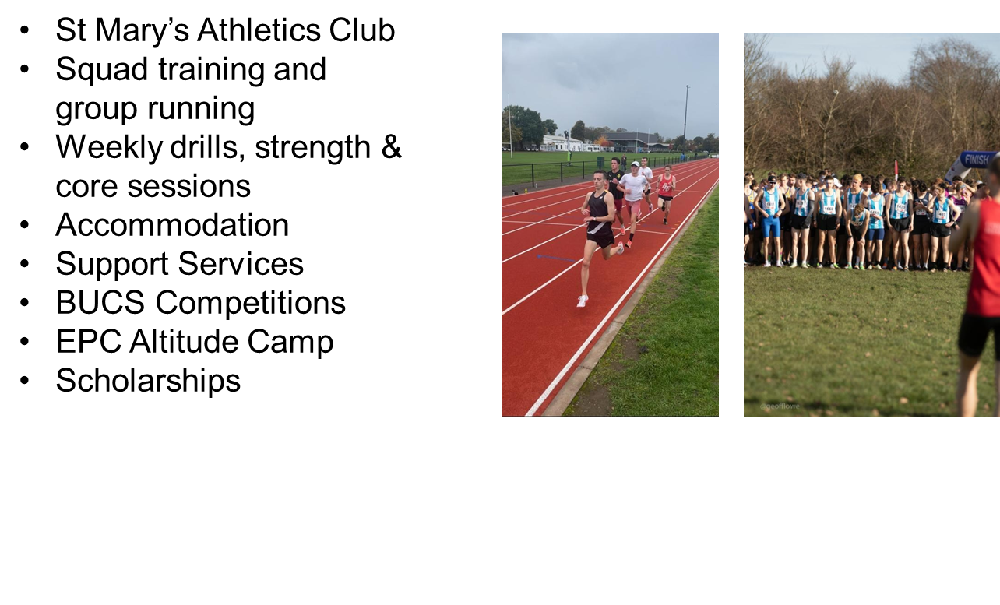 • St Mary’s Athletics Club
• Squad training and
group running
• Weekly drills, strength &
core sessions
• Accommodation
• Support Services
• BUCS Competitions
• EPC Altitude Camp
• Scholarships
FINISH
@geofflowe